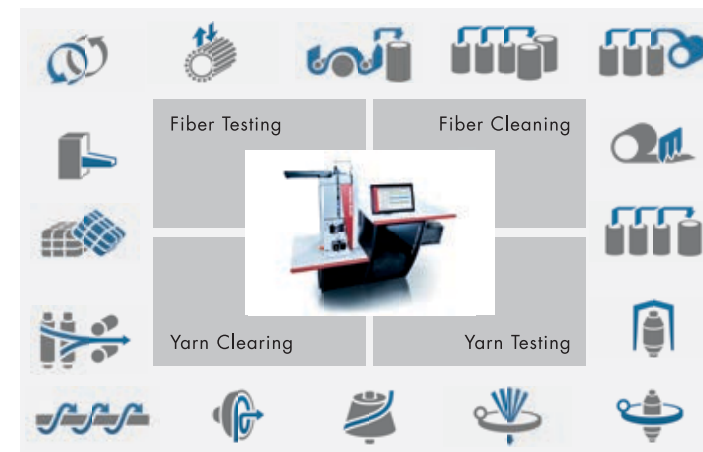 Fiber Testing
Fiber Cleaning
Yarn Clearing
Yarn Testing